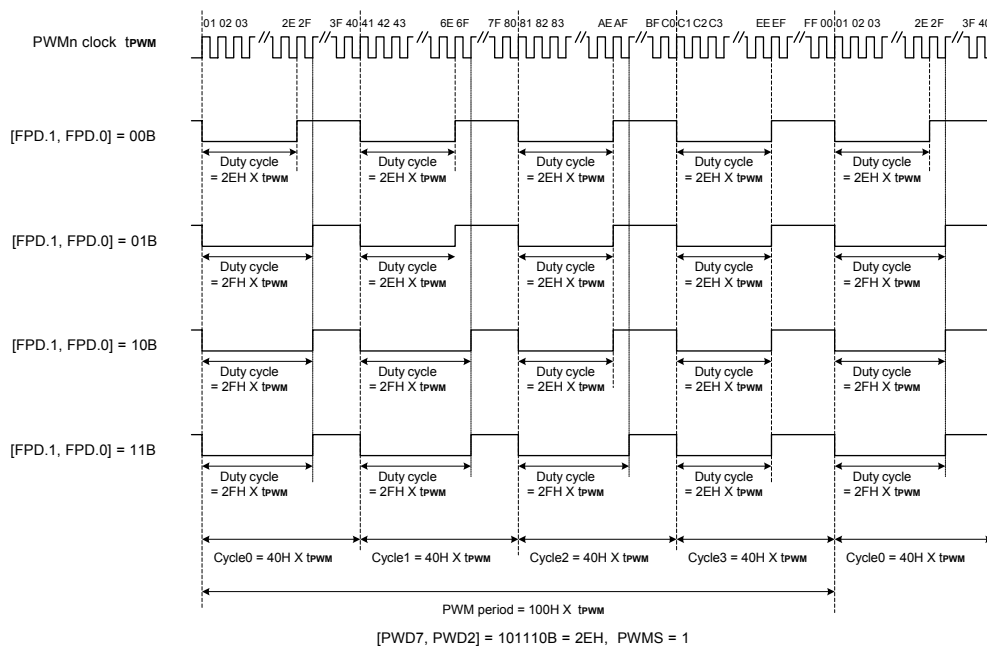 01 02 03 2E 2F 3F 40 41 42 43 6E 6F 7F 80 81 82 83 AE AF BF C0 C1 C2 C3 EE EF FF 00 01 02 03 2E 2F 3F 40
PWMn clock tPWM
[FPD.1, FPD.0] = 00B
Duty cycle Duty cycle Duty cycle Duty cycle Duty cycle
= 2EH X tPWM = 2EH X tPWM = 2EH X tPWM = 2EH X tPWM = 2EH X tPWM
[FPD.1, FPD.0] = 01B
Duty cycle Duty cycle Duty cycle Duty cycle Duty cycle
= 2FH X tPWM = 2EH X tPWM = 2EH X tPWM = 2EH X tPWM = 2FH X tPWM
[FPD.1, FPD.0] = 10B
Duty cycle Duty cycle Duty cycle Duty cycle Duty cycle
= 2FH X tPWM = 2FH X tPWM = 2EH X tPWM = 2EH X tPWM = 2FH X tPWM
[FPD.1, FPD.0] = 11B
Duty cycle Duty cycle Duty cycle Duty cycle Duty cycle
= 2FH X tPWM = 2FH X tPWM = 2FH X tPWM = 2EH X tPWM = 2FH X tPWM
Cycle0 = 40H X tPWM Cycle1 = 40H X tPWM Cycle2 = 40H X tPWM Cycle3 = 40H X tPWM Cycle0 = 40H X tPWM
PWM period = 100H X tPWM
[PWD7, PWD2] = 101110B = 2EH, PWMS = 1